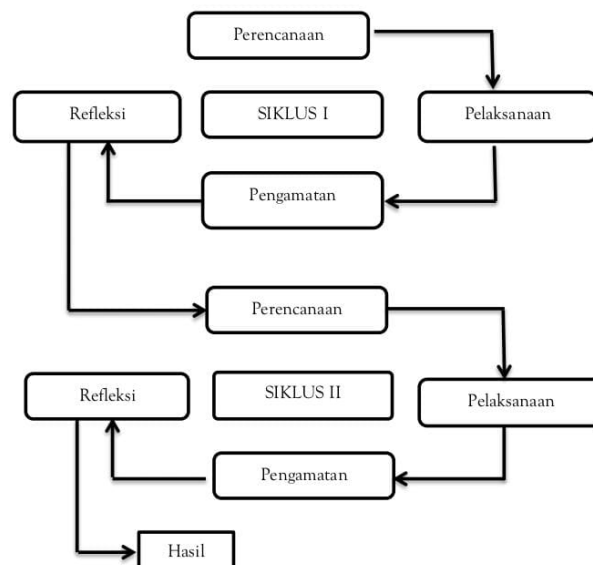 Perencanaan
Refleksi
SIKLUS I
Pelaksanaan
Pengamatan
Perencanaan
Refleksi
SIKLUS II
Pelaksanaan
Pengamatan
Hasil